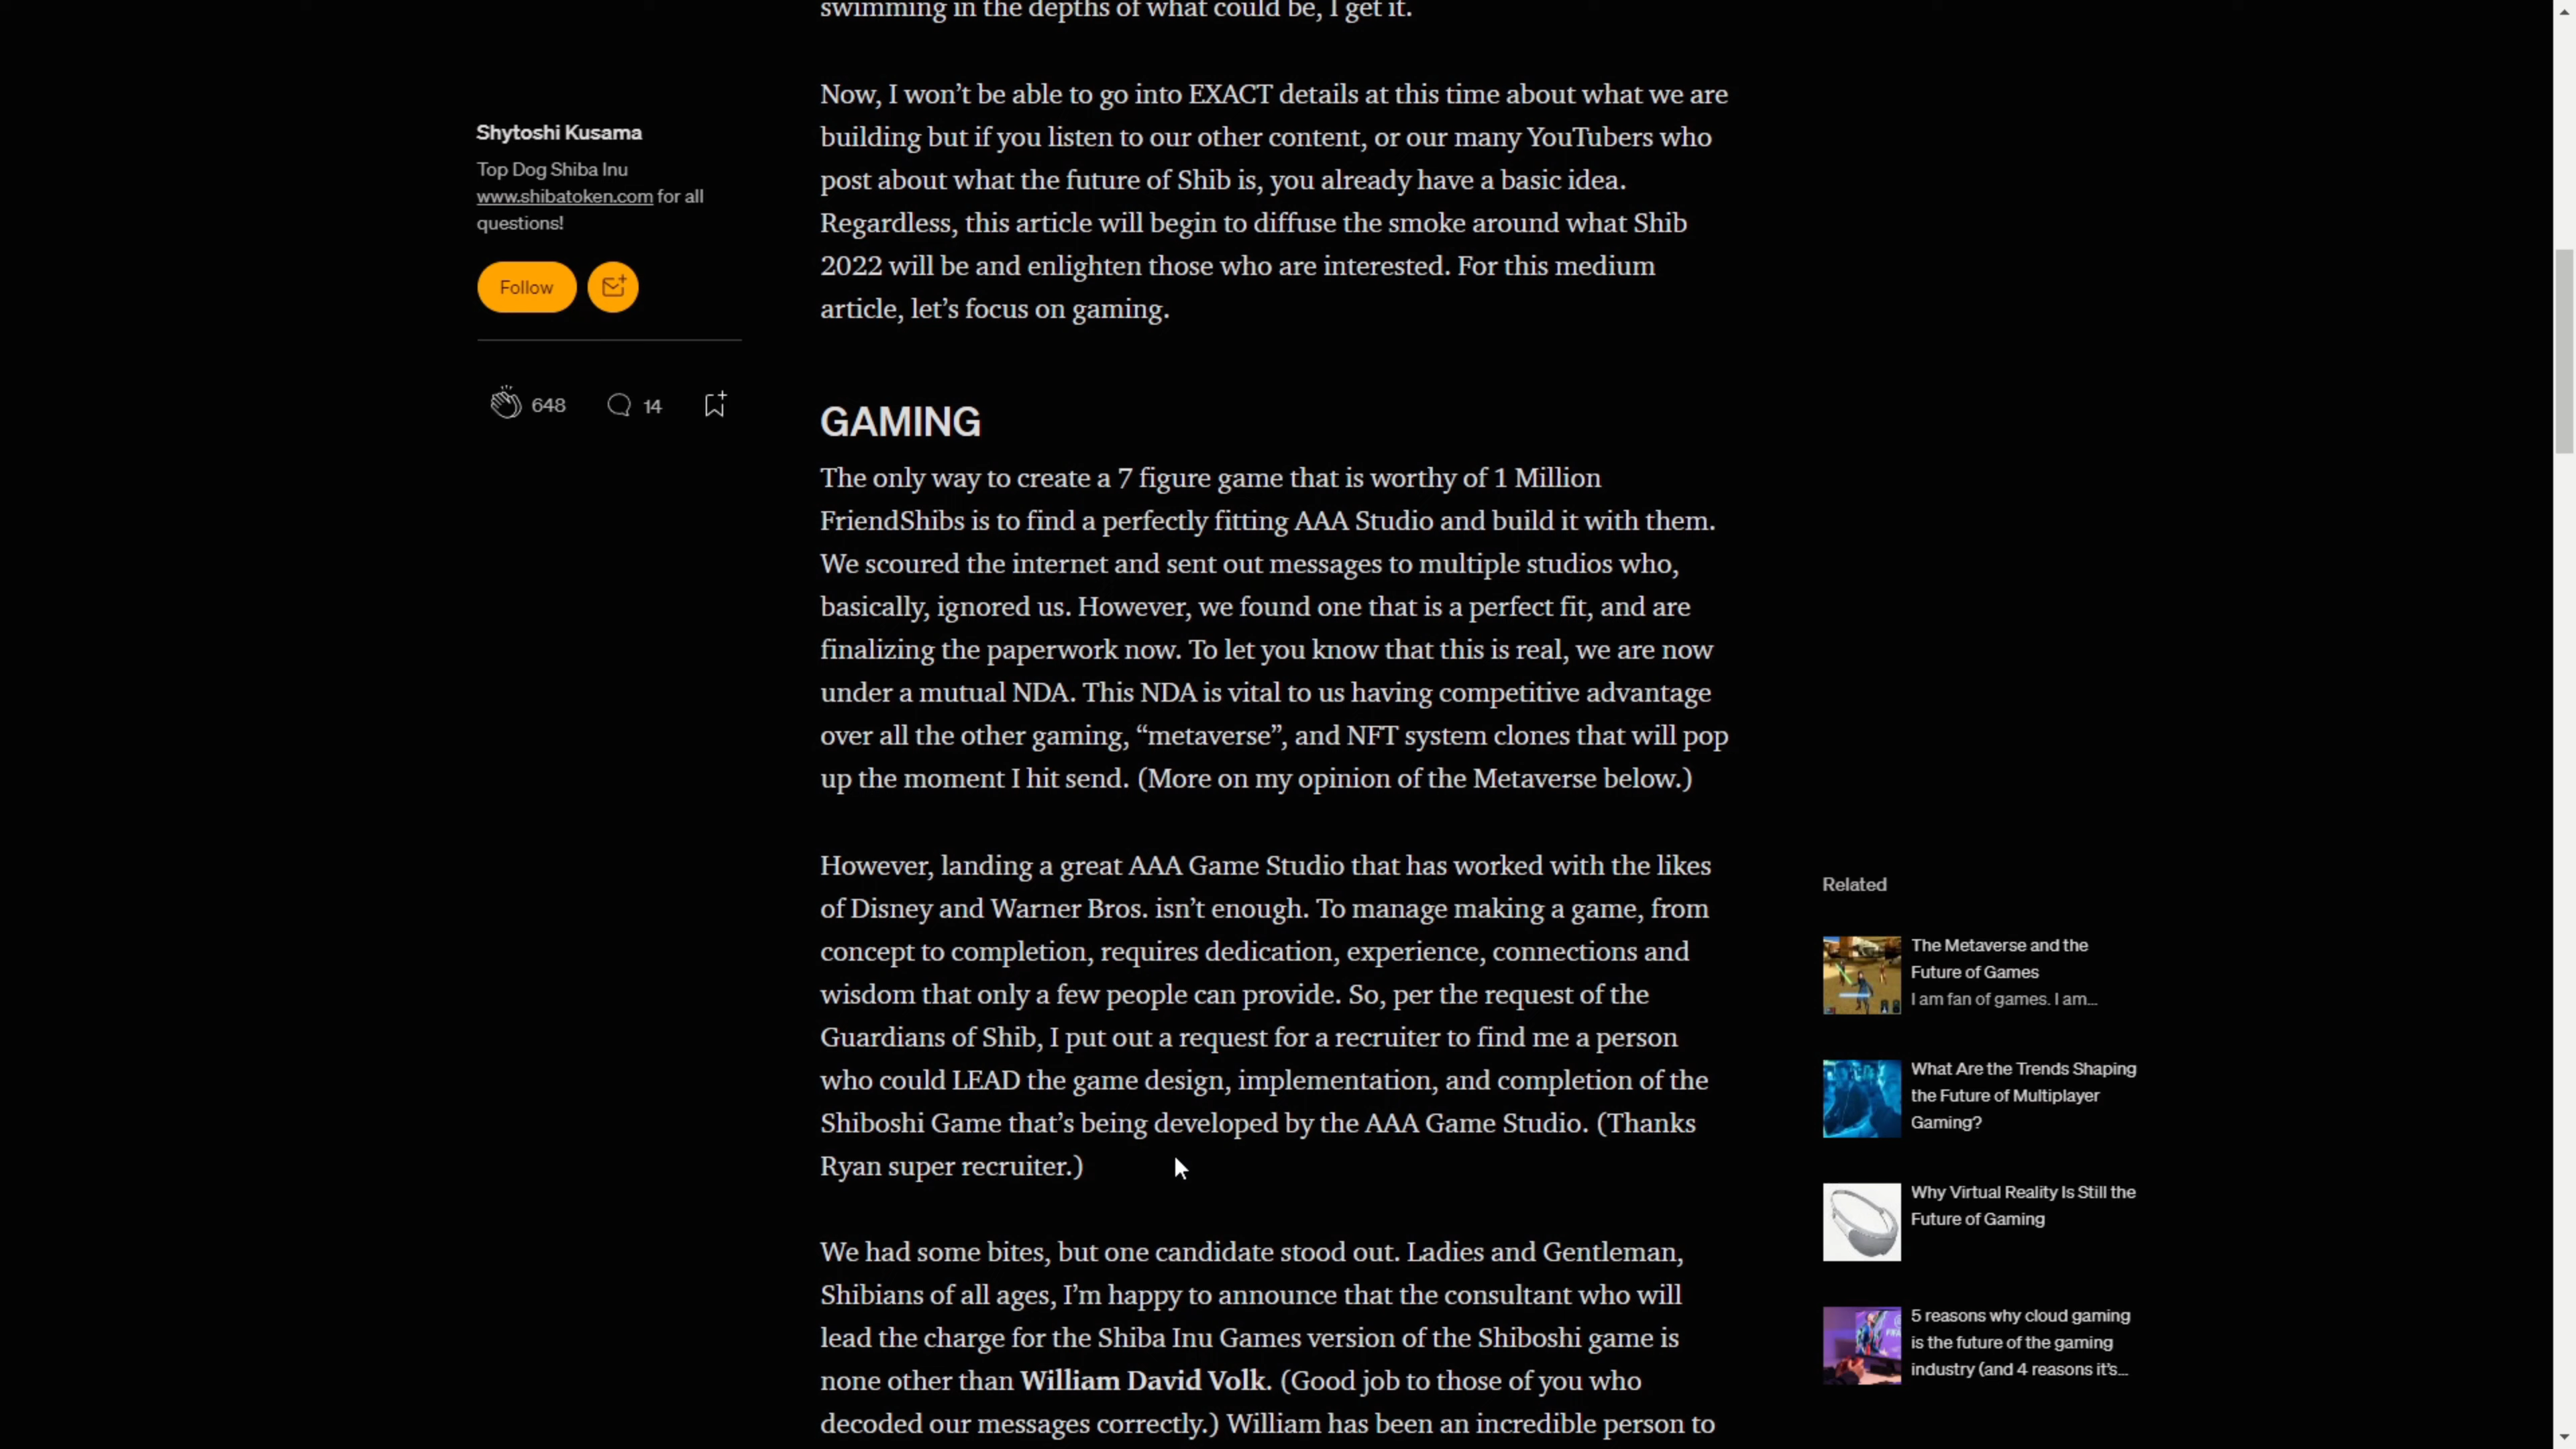 swimming in the depths of what could be, I get it.
Now, I won't be able to go into EXACT details at this time about what we are
building but if you listen to our other content, or our many YouTubers who
post about what the future of Shib is, you already have a basic idea.
Regardless, this article will begin to diffuse the smoke around what Shib
2022 will be and enlighten those who are interested. For this medium
article, let's focus on gaming.
Shytoshi Kusama
Top Dog Shiba Inu
www.shibatoken.com for all
questions!
Follow
648
14
GAMING
The only way to create a 7 figure game that is worthy of 1 Million
FriendShibs is to find a perfectly fitting AAA Studio and build it with them.
We scoured the internet and sent out messages to multiple studios who,
basically, ignored us. However, we found one that is a perfect fit, and are
finalizing the paperwork now. To let you know that this is real, we are now
under a mutual NDA. This NDA is vital to us having competitive advantage
over all the other gaming, “metaverse”, and NFT system clones that will pop
up the moment I hit send. (More on my opinion of the Metaverse below.)
However, landing a great AAA Game Studio that has worked with the likes
of Disney and Warner Bros. isn't enough. To manage making a game, from
concept to completion, requires dedication, experience, connections and
wisdom that only a few people can provide. So, per the request of the
Guardians of Shib, I put out a request for a recruiter to find me a person
who could LEAD the game design, implementation, and completion of the
Shiboshi Game that's being developed by the AAA Game Studio. (Thanks
Ryan super recruiter.)
We had some bites, but one candidate stood out. Ladies and Gentleman,
Shibians of all ages, I'm happy to announce that the consultant who will
lead the charge for the Shiba Inu Games version of the Shiboshi game is
none other than William David Volk. (Good job to those of you who
decoded our messages correctly.) William has been an incredible person to
Related
The Metaverse and the
Future of Games
I am fan of games. I am...
What Are the Trends Shaping
the Future of Multiplayer
Gaming?
Why Virtual Reality Is Still the
Future of Gaming
5 reasons why cloud gaming
is the future of the gaming
industry (and 4 reasons it's...